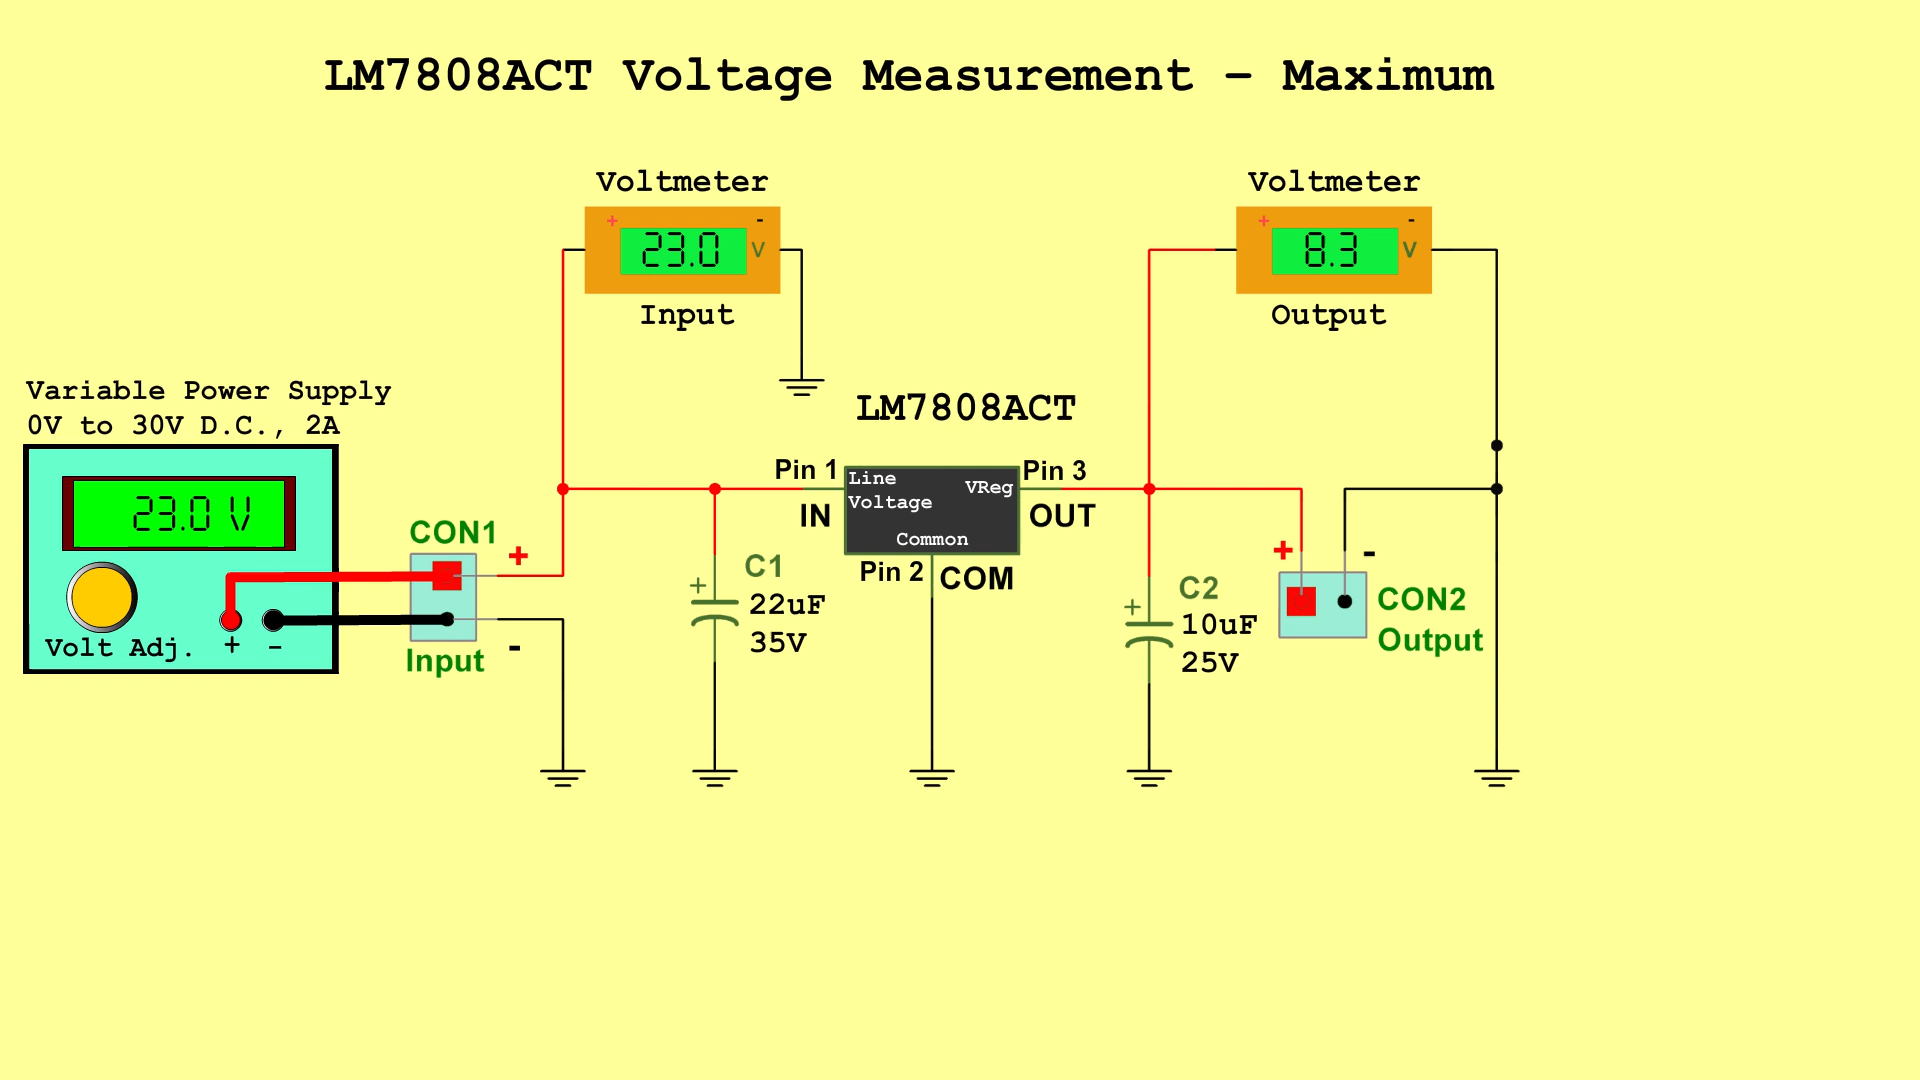 LM7808ACT Voltage Measurement – Maximum
Voltmeter
+ -
23.0 V
Input
Voltmeter
+ -
8.3 V
Output
Variable Power Supply
0V to 30V D.C., 2A
23.0 V
Volt Adj. + -
CON1
+
-
Input
C1
+
22uF
35V
LM7808ACT
Pin 1
IN
Line
Voltage
VReg
Common
Pin 3
OUT
Pin 2
COM
C2
+
10uF
25V
+ -
CON2
Output